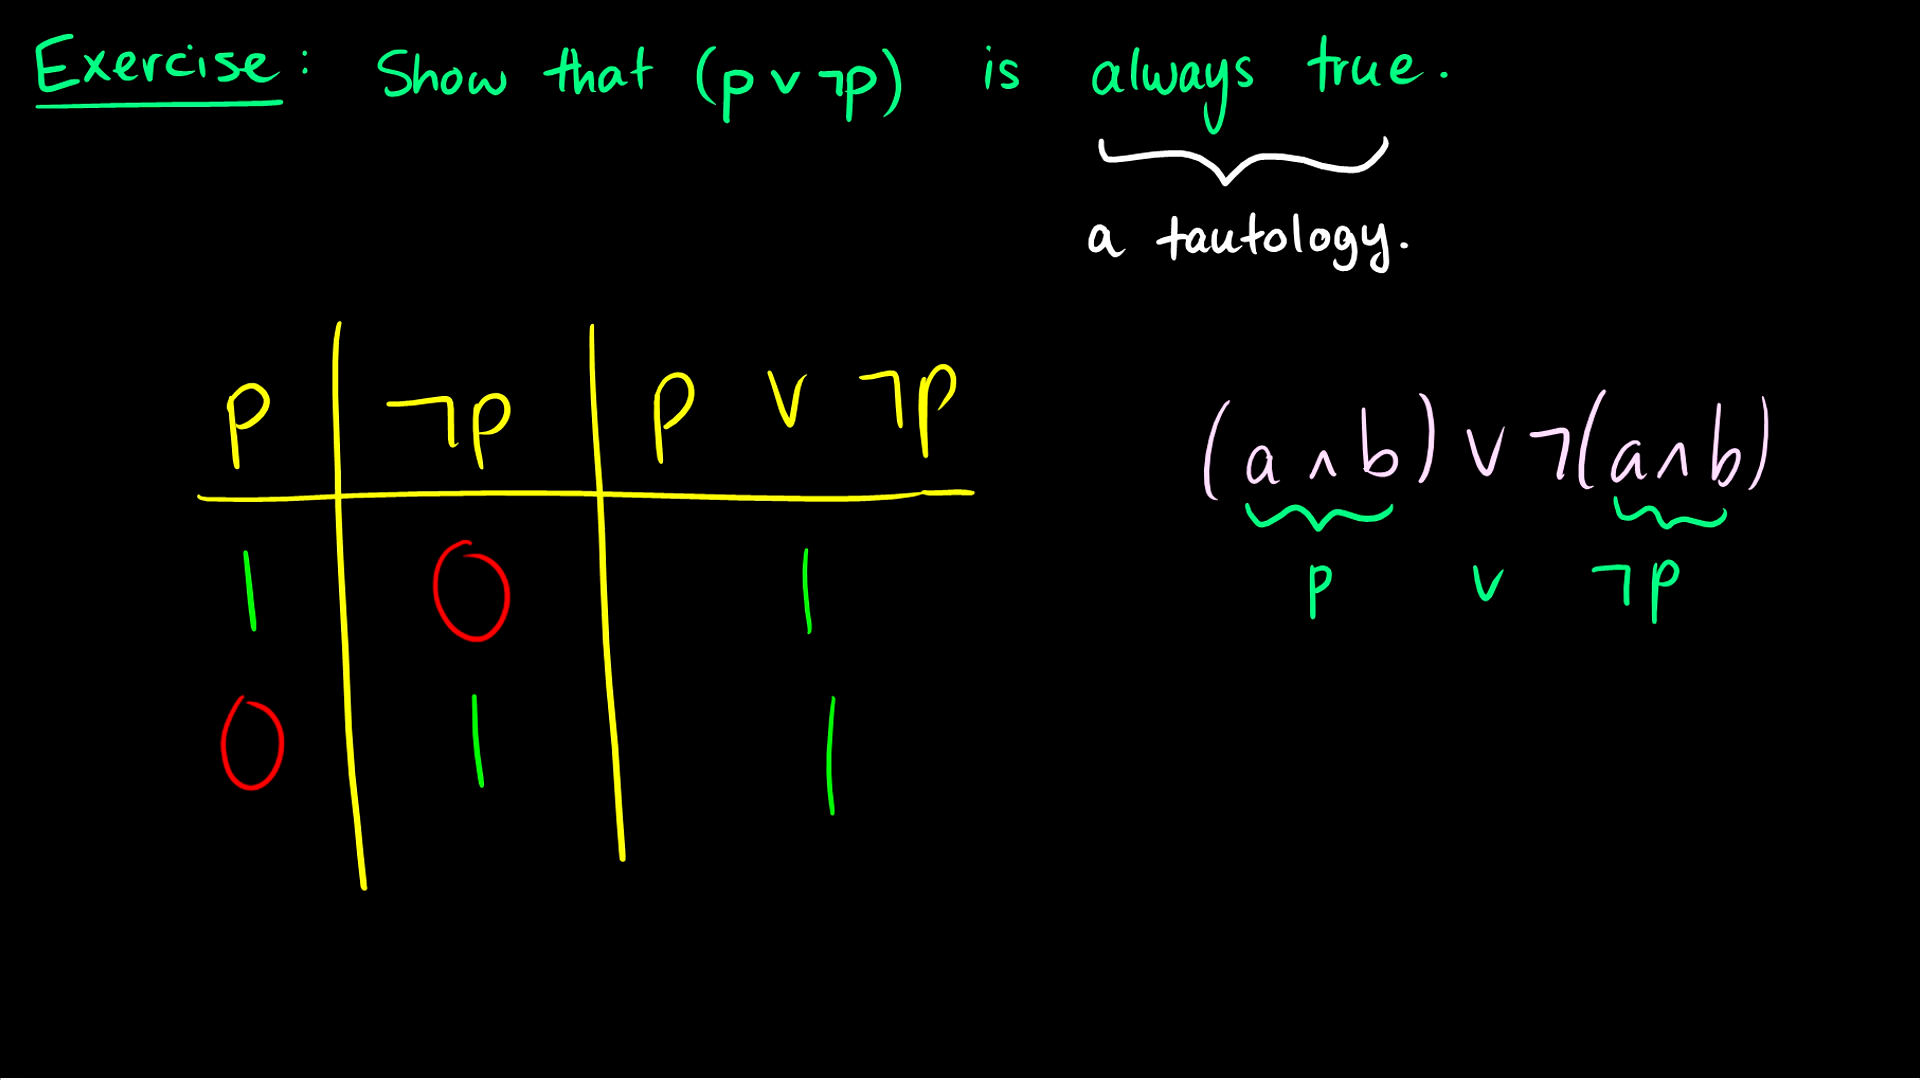 Exercise: Show that (p ∨ ¬p) is always true.
a tautology.
p ¬p p ∨ ¬p
1 0 1
0 1 1
(a ∧ b) ∨ ¬(a ∧ b)
p ∨ ¬p